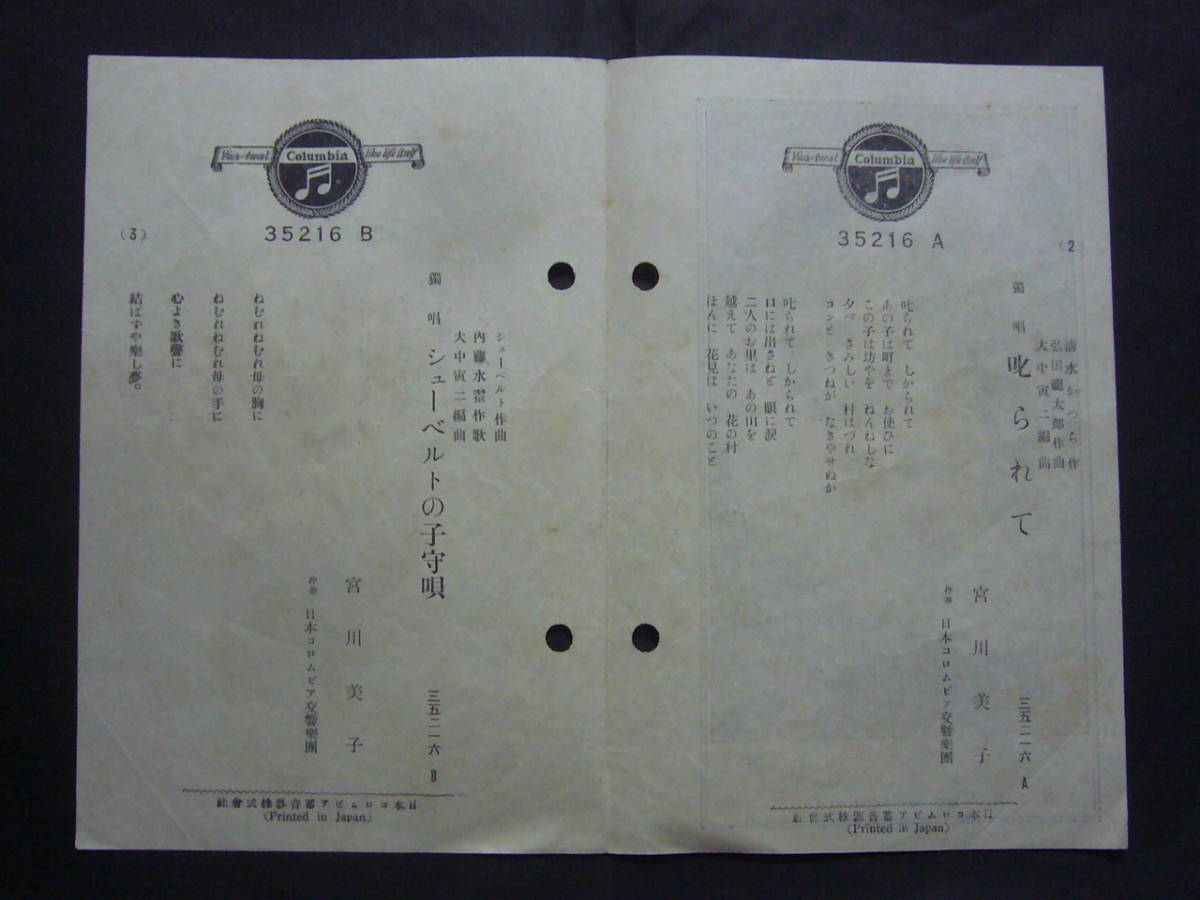 Viva-tonal Columbia like life itself
35216 A
(2)
清水かつら作
弘田龍太郎作曲
大中寅二編曲
獨唱 叱られて
三五二一六 A
宮川美子
伴奏 日本コロムビア交響樂團
叱られて しかられて
あの子は町まで お使ひに
この子は坊やを ねんねしな
夕べ さみしい 村はづれ
コンと きつねが なきやせぬか
叱られて しかられて
口には出さねど 眼に涙
二人のお里は あの山を
越えて あなたの 花の村
ほんに 花見は いつのこと
日本コロムビア蓄音器株式會社
(Printed in Japan)
Viva-tonal Columbia like life itself
35216 B
(3)
シューベルト作曲
內藤水翟作歌
大中寅二編曲
獨唱 シューベルトの子守唄
三五二一六 B
宮川美子
伴奏 日本コロムビア交響樂團
ねむれねむれ母の胸に
ねむれねむれ母の手に
心よき歌聲に
結ばずや樂し夢。
日本コロムビア蓄音器株式會社
(Printed in Japan)